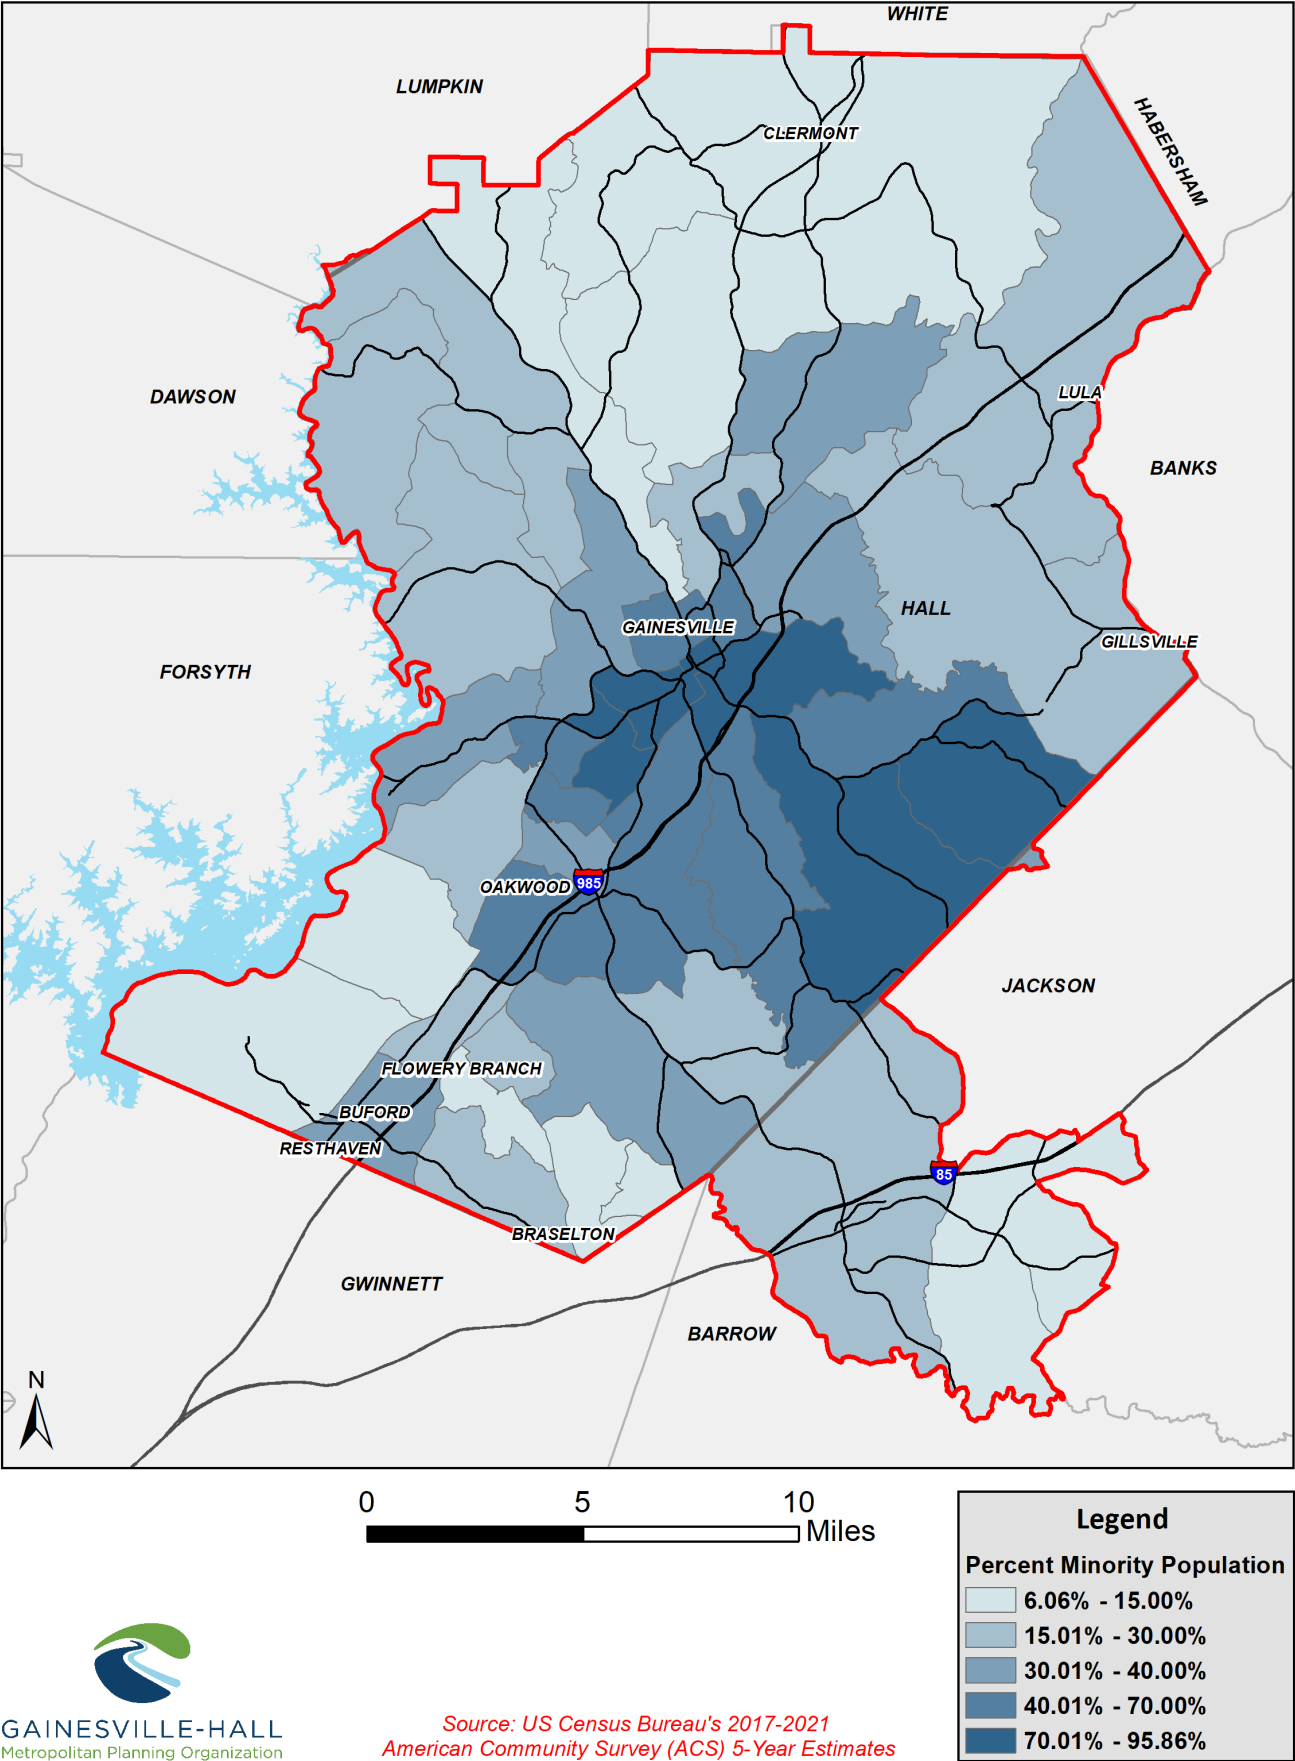 WHITE
LUMPKIN
HABERSHAM
CLERMONT
DAWSON
LULA
BANKS
HALL
GAINESVILLE
GILLSVILLE
FORSYTH
OAKWOOD
985
JACKSON
FLOWERY BRANCH
BUFORD
RESTHAVEN
85
BRASELTON
GWINNETT
BARROW
N
0 5 10
Miles
Legend
Percent Minority Population
6.06% - 15.00%
15.01% - 30.00%
30.01% - 40.00%
40.01% - 70.00%
70.01% - 95.86%
GAINESVILLE-HALL
Metropolitan Planning Organization
Source: US Census Bureau's 2017-2021
American Community Survey (ACS) 5-Year Estimates